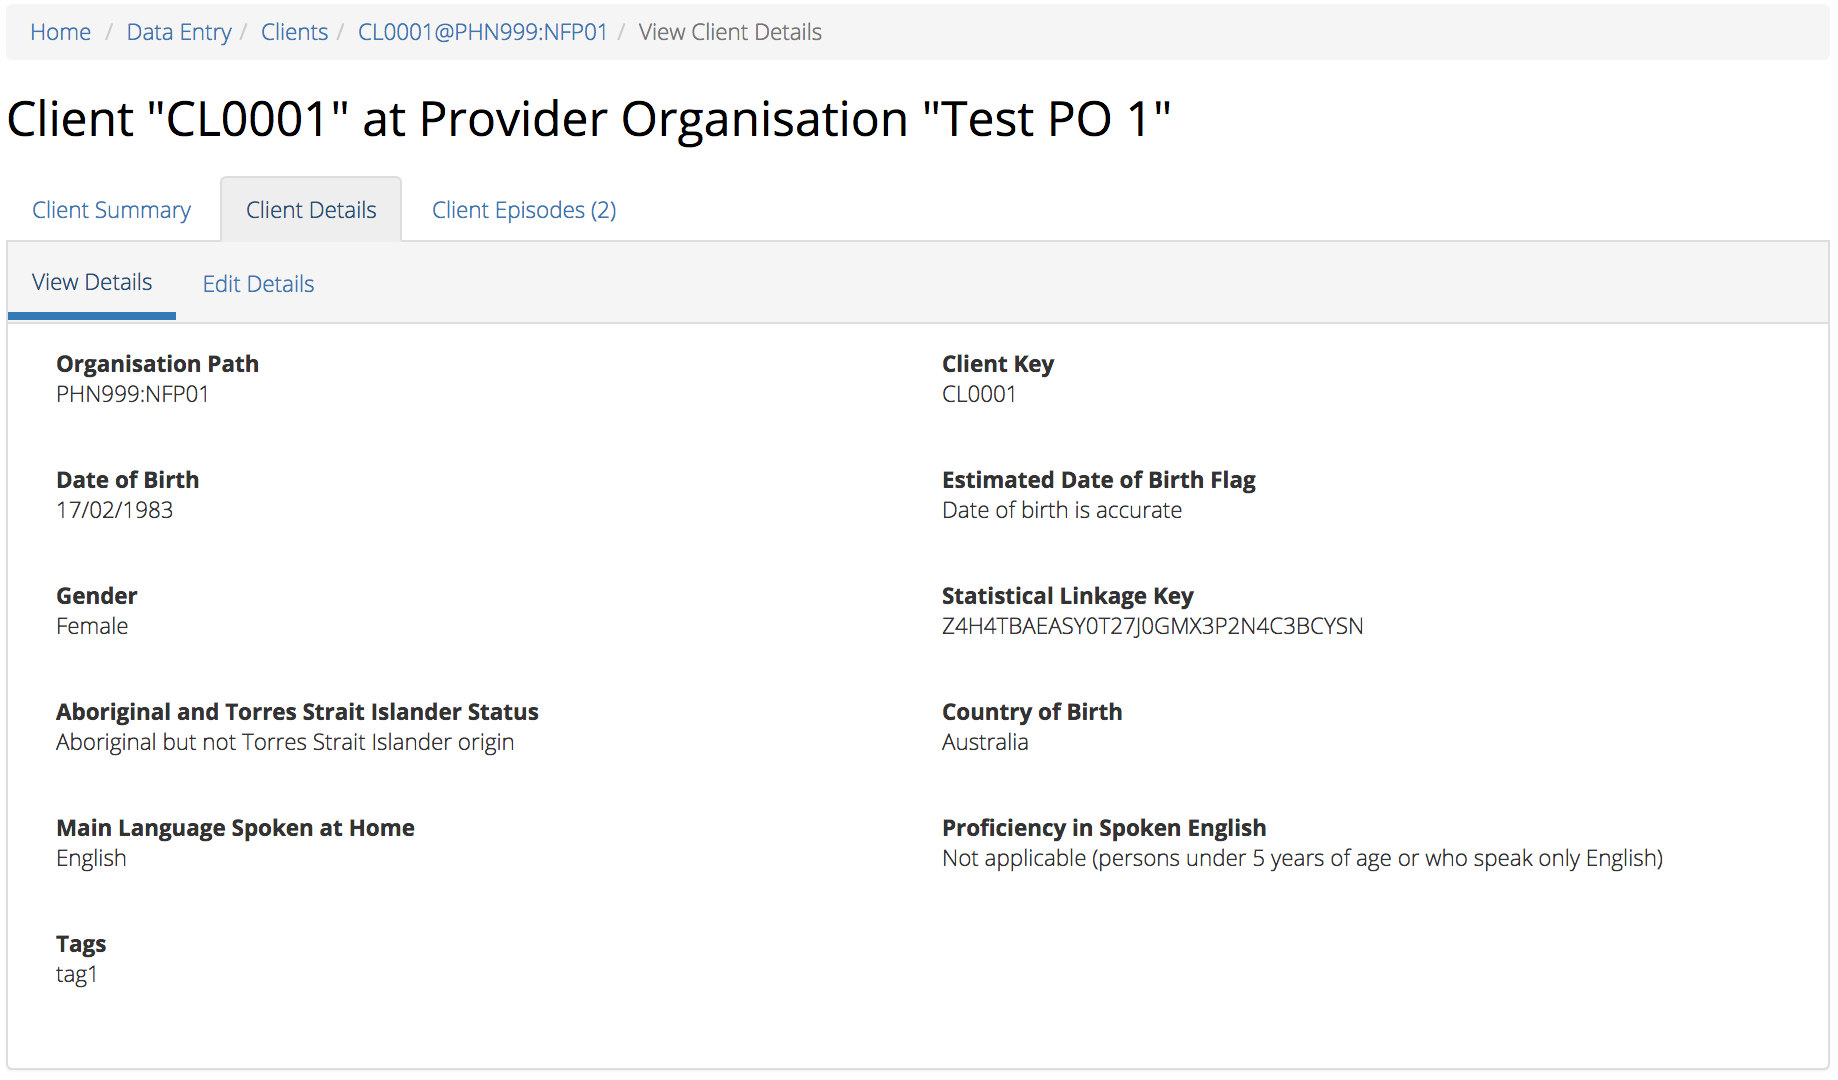 Home / Data Entry / Clients / CL0001@PHN999:NFP01 / View Client Details
Client "CL0001" at Provider Organisation "Test PO 1"
Client Summary Client Details Client Episodes (2)
View Details Edit Details
Organisation Path Client Key
PHN999:NFP01 CL0001
Date of Birth Estimated Date of Birth Flag
17/02/1983 Date of birth is accurate
Gender Statistical Linkage Key
Female Z4H4TBAEASY0T27J0GMX3P2N4C3BCYSN
Aboriginal and Torres Strait Islander Status Country of Birth
Aboriginal but not Torres Strait Islander origin Australia
Main Language Spoken at Home Proficiency in Spoken English
English Not applicable (persons under 5 years of age or who speak only English)
Tags
tag1